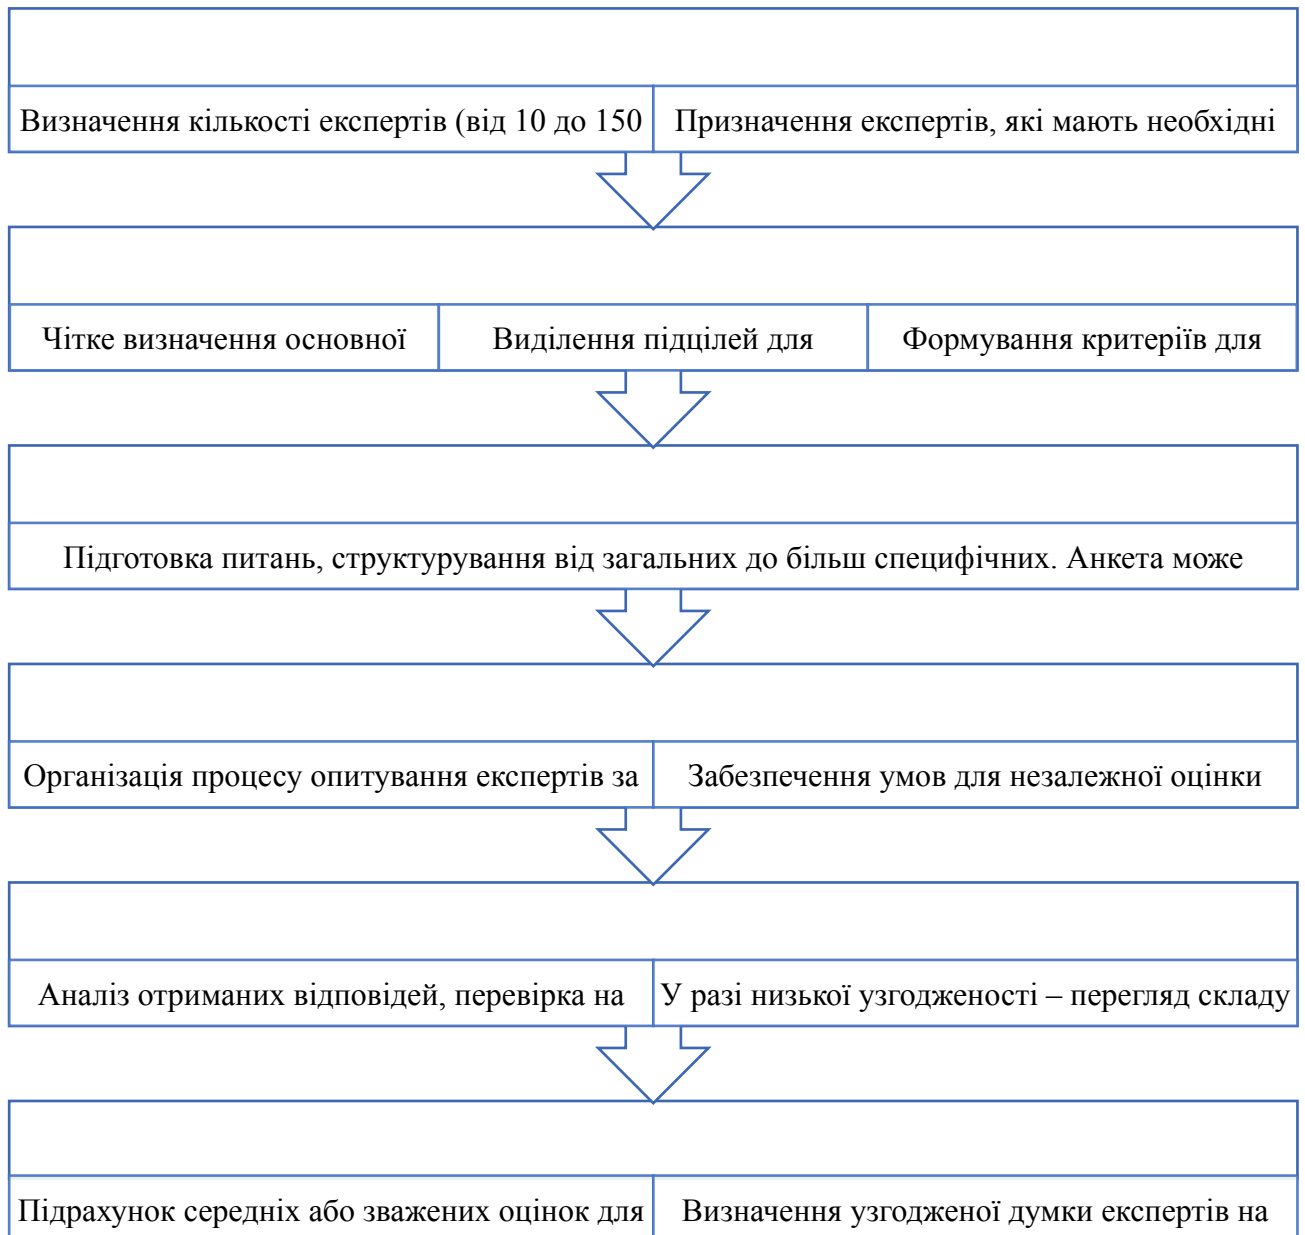 Визначення кількості експертів (від 10 до 150
Призначення експертів, які мають необхідні
Чітке визначення основної
Виділення підцілей для
Формування критеріїв для
Підготовка питань, структурування від загальних до більш специфічних. Анкета може
Організація процесу опитування експертів за
Забезпечення умов для незалежної оцінки
Аналіз отриманих відповідей, перевірка на
У разі низької узгодженості – перегляд складу
Підрахунок середніх або зважених оцінок для
Визначення узгодженої думки експертів на